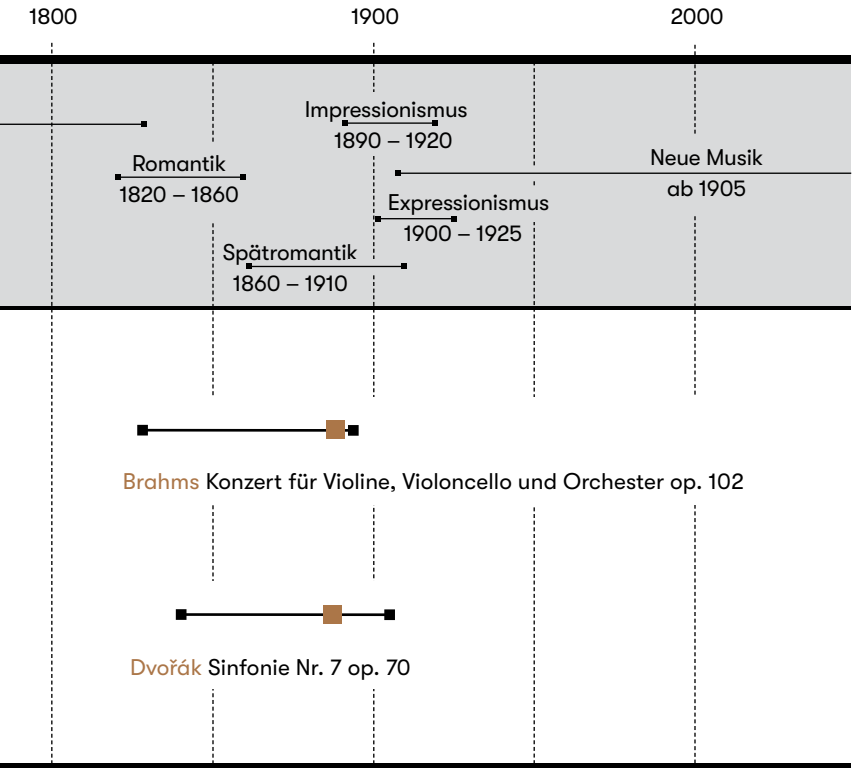 1800 1900 2000
Impressionismus
1890 – 1920
Romantik
1820 – 1860
Neue Musik
ab 1905
Expressionismus
1900 – 1925
Spätromantik
1860 – 1910
Brahms Konzert für Violine, Violoncello und Orchester op. 102
Dvořák Sinfonie Nr. 7 op. 70